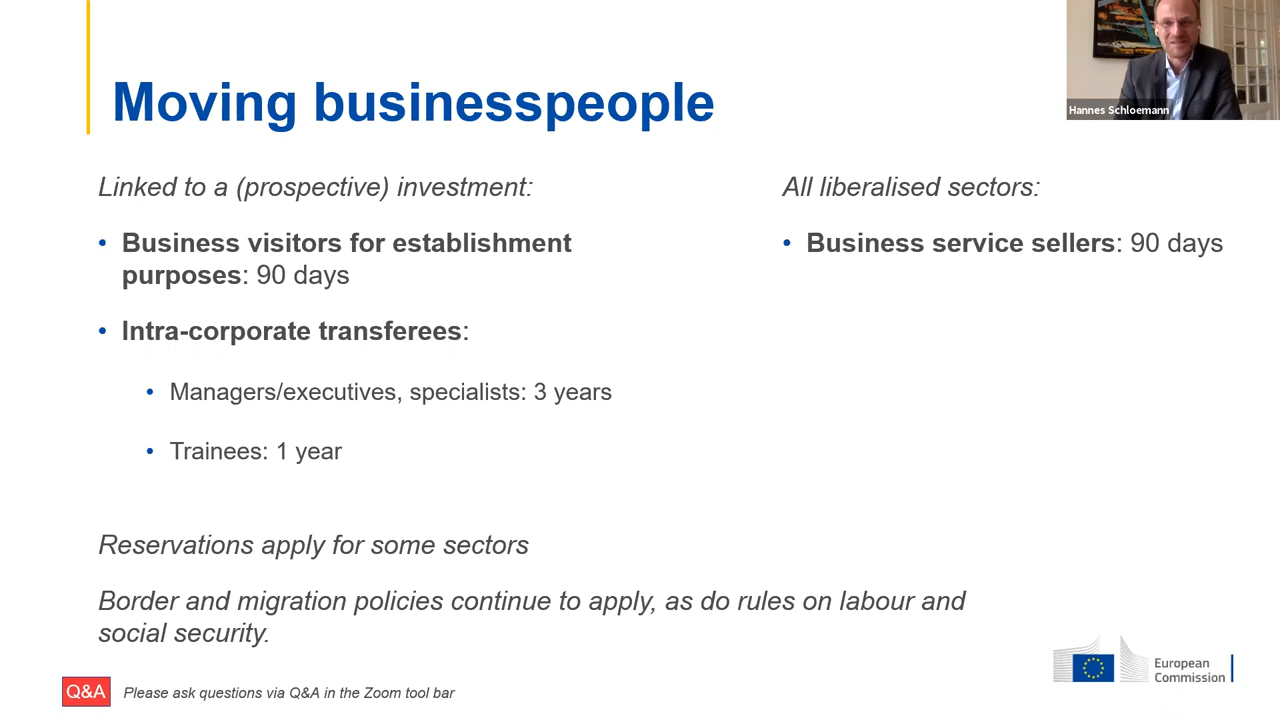 Moving businesspeople
Hannes Schloemann
Linked to a (prospective) investment:
• Business visitors for establishment
purposes: 90 days
• Intra-corporate transferees:
• Managers/executives, specialists: 3 years
• Trainees: 1 year
All liberalised sectors:
• Business service sellers: 90 days
Reservations apply for some sectors
Border and migration policies continue to apply, as do rules on labour and
social security.
Q&A Please ask questions via Q&A in the Zoom tool bar
European
Commission